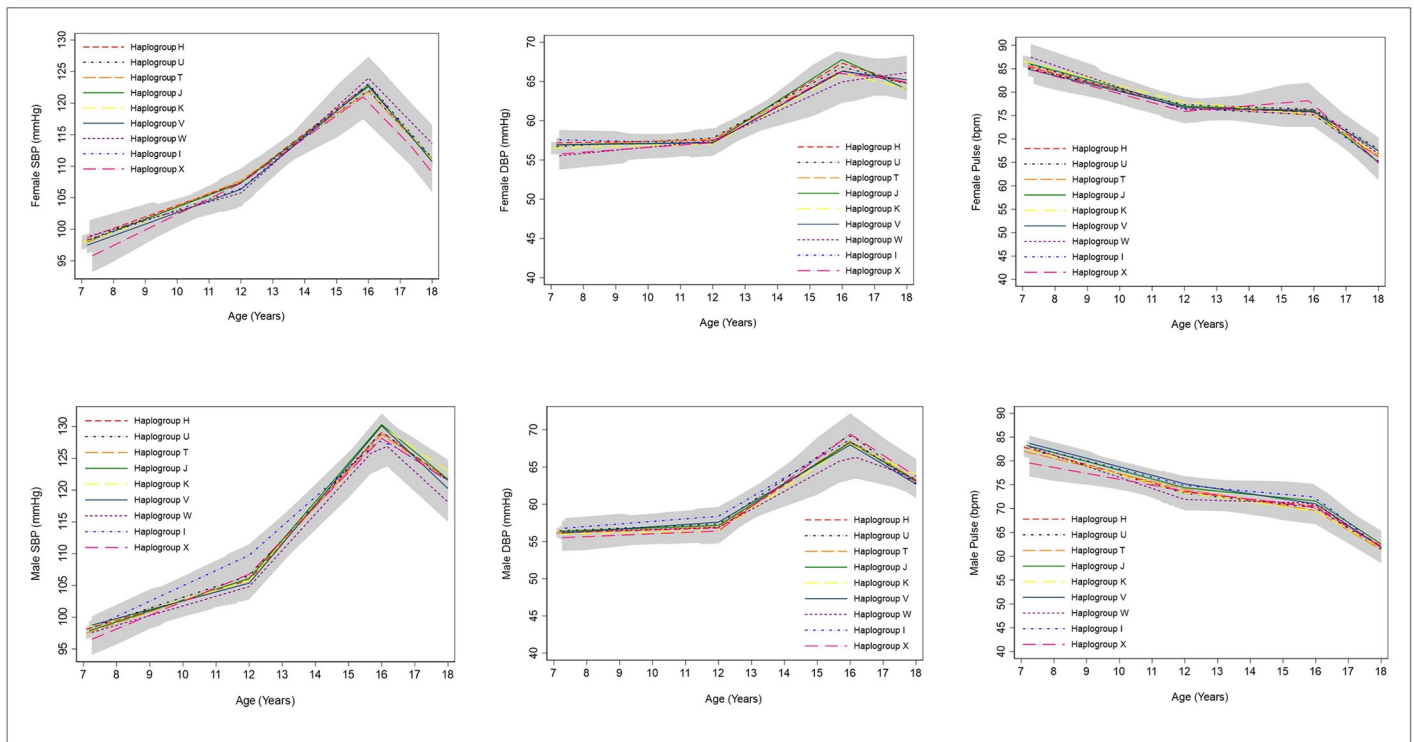 Female SBP (mmHg)
130
125
120
115
110
105
100
95
Haplogroup H
Haplogroup U
Haplogroup T
Haplogroup J
Haplogroup K
Haplogroup V
Haplogroup W
Haplogroup I
Haplogroup X
7 8 9 10 11 12 13 14 15 16 17 18
Age (Years)
Female DBP (mmHg)
70
65
60
55
50
45
40
Haplogroup H
Haplogroup U
Haplogroup T
Haplogroup J
Haplogroup K
Haplogroup V
Haplogroup W
Haplogroup I
Haplogroup X
7 8 9 10 11 12 13 14 15 16 17 18
Age (Years)
Female Pulse (bpm)
90
85
80
75
70
65
60
55
50
45
40
Haplogroup H
Haplogroup U
Haplogroup T
Haplogroup J
Haplogroup K
Haplogroup V
Haplogroup W
Haplogroup I
Haplogroup X
7 8 9 10 11 12 13 14 15 16 17 18
Age (Years)
Male SBP (mmHg)
130
125
120
115
110
105
100
95
Haplogroup H
Haplogroup U
Haplogroup T
Haplogroup J
Haplogroup K
Haplogroup V
Haplogroup W
Haplogroup I
Haplogroup X
7 8 9 10 11 12 13 14 15 16 17 18
Age (Years)
Male DBP (mmHg)
70
65
60
55
50
45
40
Haplogroup H
Haplogroup U
Haplogroup T
Haplogroup J
Haplogroup K
Haplogroup V
Haplogroup W
Haplogroup I
Haplogroup X
7 8 9 10 11 12 13 14 15 16 17 18
Age (Years)
Male Pulse (bpm)
90
85
80
75
70
65
60
55
50
45
40
Haplogroup H
Haplogroup U
Haplogroup T
Haplogroup J
Haplogroup K
Haplogroup V
Haplogroup W
Haplogroup I
Haplogroup X
7 8 9 10 11 12 13 14 15 16 17 18
Age (Years)